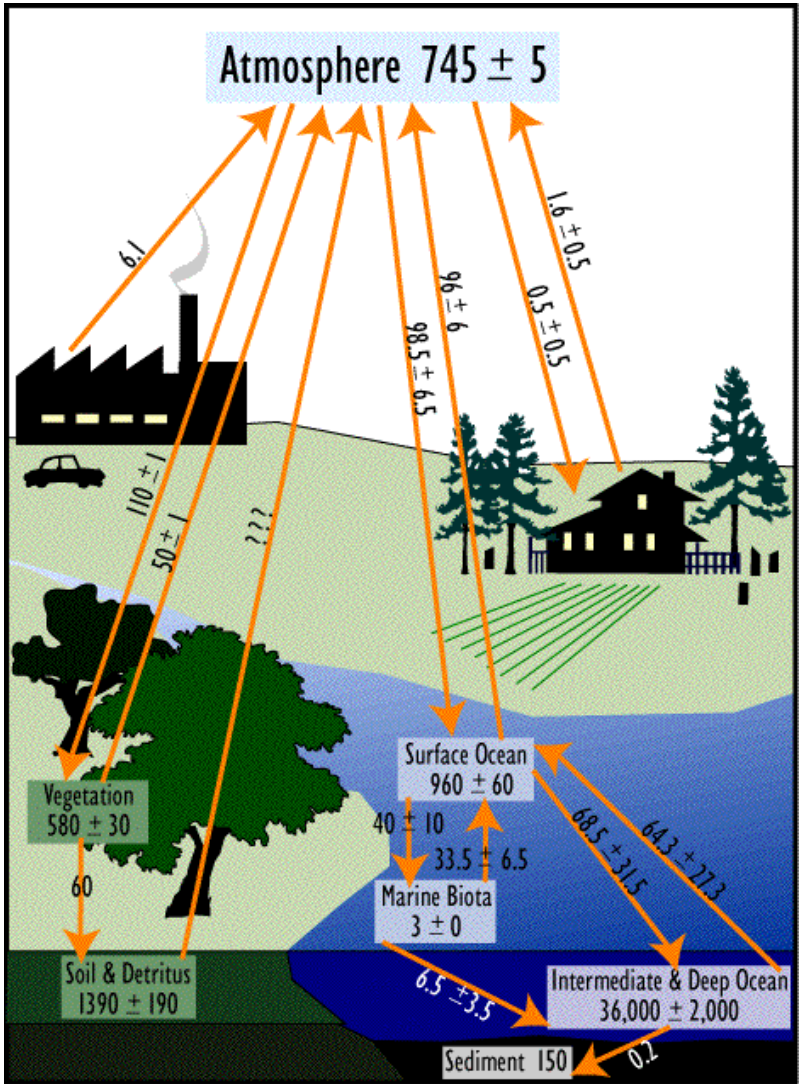 Atmosphere 745 ± 5
6.1
1.6 ± 0.5
0.5 ± 0.5
96 ± 6
98.5 ± 6.5
110 ± 1
50 ± 1
???
Surface Ocean
960 ± 60
Vegetation
580 ± 30
40 ± 10
33.5 ± 6.5
68.5 ± 31.5
64.3 ± 27.3
60
Marine Biota
3 ± 0
Soil & Detritus
1390 ± 190
6.5 ± 3.5
Intermediate & Deep Ocean
36,000 ± 2,000
Sediment 150
0.2